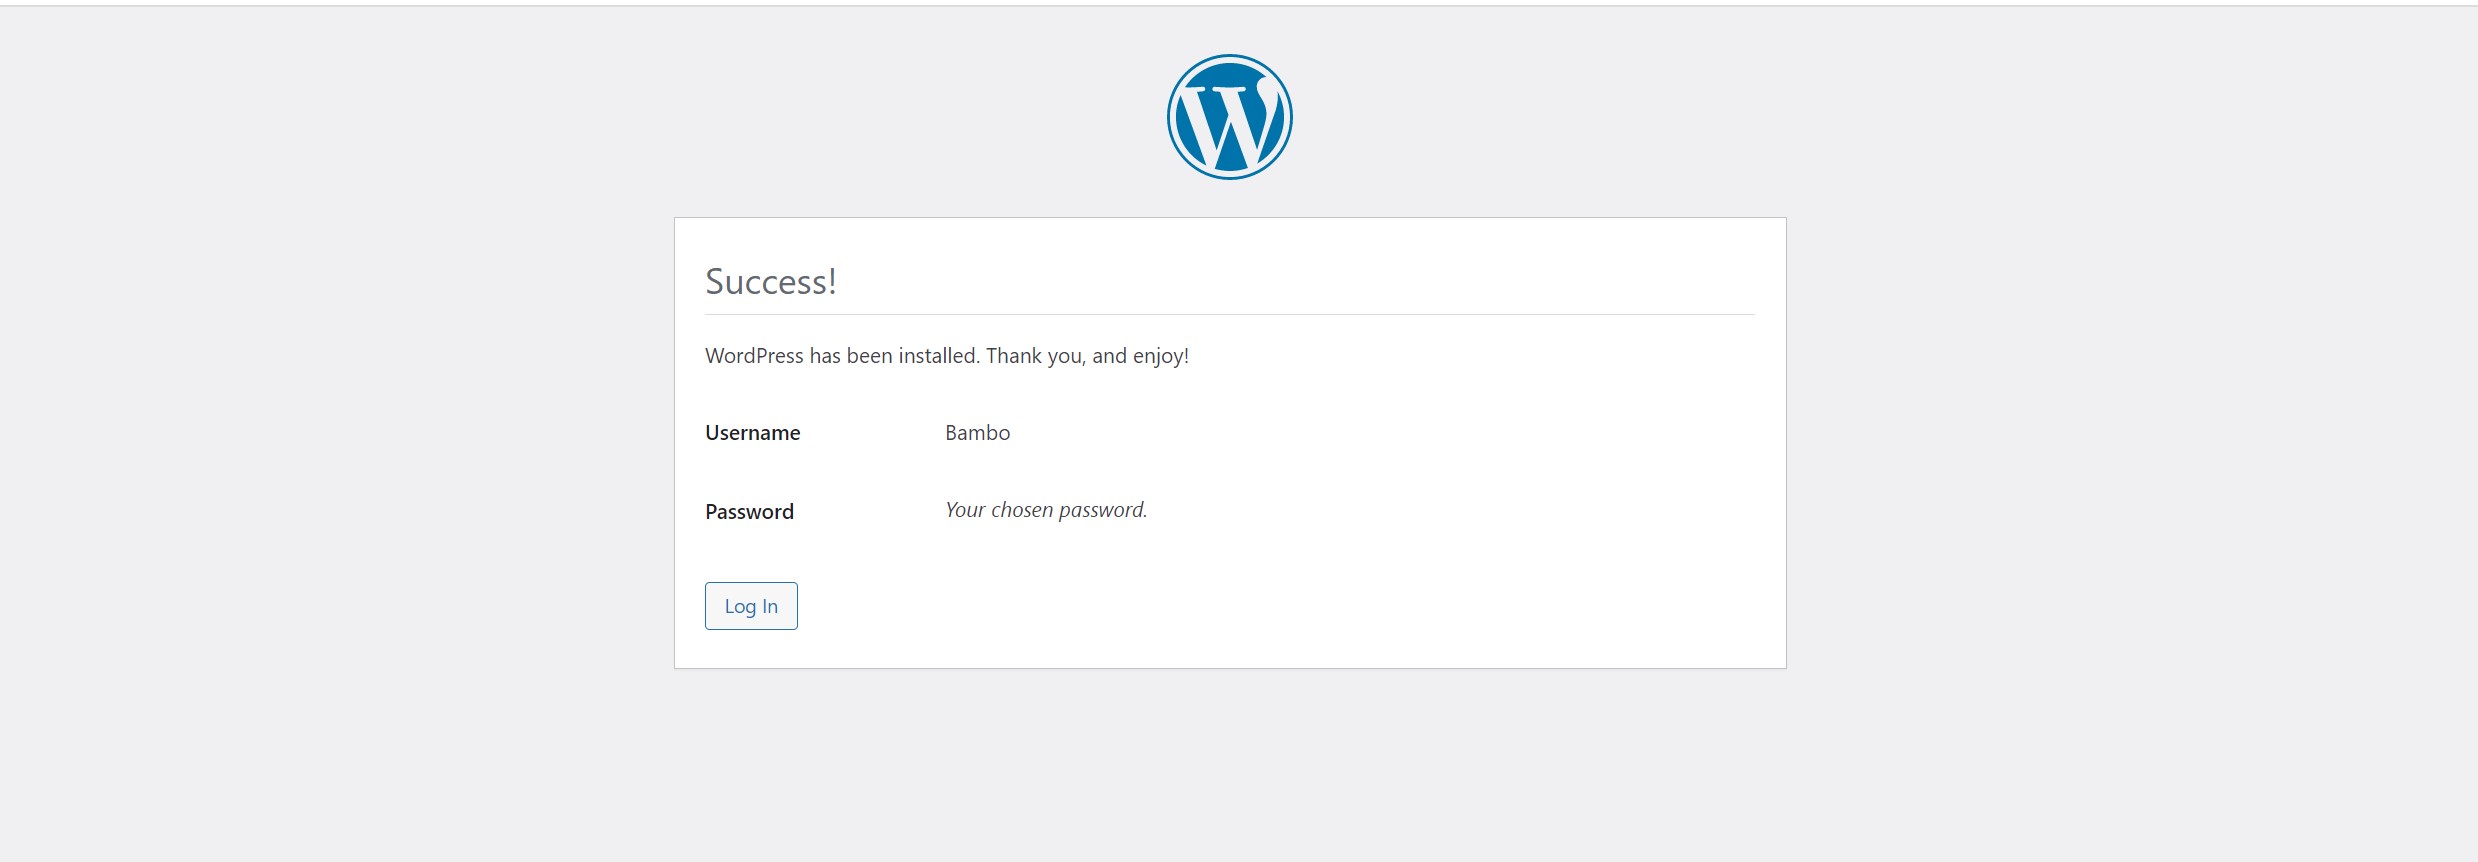 Success!
WordPress has been installed. Thank you, and enjoy!
Username Bambo
Password Your chosen password.
Log In